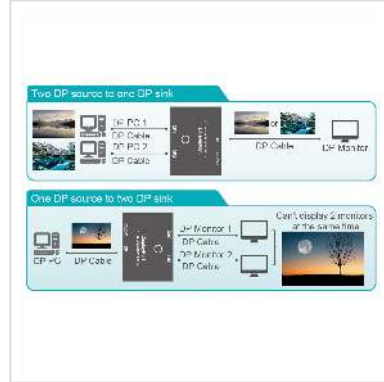 Two DP source to one DP sink
DP PC 1
DP Cable
DP PC 2
DP Cable
or
DP Cable
DP Monitor
One DP source to two DP sink
DP PC
DP Cable
DP Monitor 1
DP Cable
DP Monitor 2
DP Cable
Can't display 2 monitors
at the same time